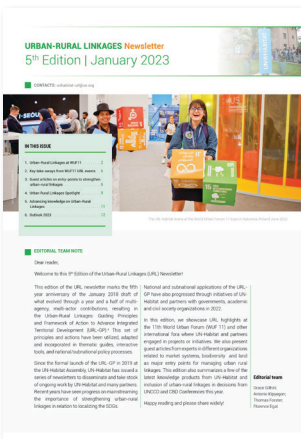 URBAN-RURAL LINKAGES Newsletter
5th Edition | January 2023
CONTACTS:
IN THIS ISSUE
1. Urban-Rural Linkages at WUF11 2
2. Key take-aways from WUF11 URL events
3. Guest articles on entry-points to strengthen
urban-rural linkages
4. Urban-Rural Linkages Spotlight
5. Advancing knowledge on Urban-Rural
Linkages
6. Outlook 2023
EDITORIAL TEAM NOTE
Dear reader,
Welcome to this 5th Edition of the Urban-Rural Linkages (URL) Newsletter!
This edition of the URL newsletter marks the fifth
year anniversary of the January 2018 draft of
what evolved through a year and a half of multi-
agency, multi-actor contributions, resulting in
the Urban-Rural Linkages: Guiding Principles
and Framework of Action to Advance Integrated
Territorial Development (URL-GP). This set of
principles and actions have been utilized, adapted
and incorporated in thematic guides, interactive
tools, and national/subnational policy processes.
Since the formal launch of the URL-GP in 2019 at
the UN-Habitat Assembly, UN-Habitat has issued a
series of newsletters to disseminate and take stock
of ongoing work by UN-Habitat and many partners.
Recent years have seen progress on mainstreaming
the importance of strengthening urban-rural
linkages in relation to localizing the SDGs.
National and subnational applications of the URL-
GP have also progressed through initiatives of UN-
Habitat and partners with governments, academic
and civil society organizations in 2022.
In this edition, we showcase URL highlights at
the 11th World Urban Forum (WUF 11) and other
international fora where UN-Habitat and partners
engaged in projects or initiatives. We also present
guest articles from experts in different organizations
related to market systems, biodiversity and land
as major entry points for managing urban rural
linkages. This edition also summarises a few of the
latest knowledge products from UN-Habitat and
inclusion of urban-rural linkages in decisions from
UNCCD and CBD Conferences this year.
Happy reading and please share widely!
Editorial team
Grace Githiri,
Thomas Forster,
Florence Egal